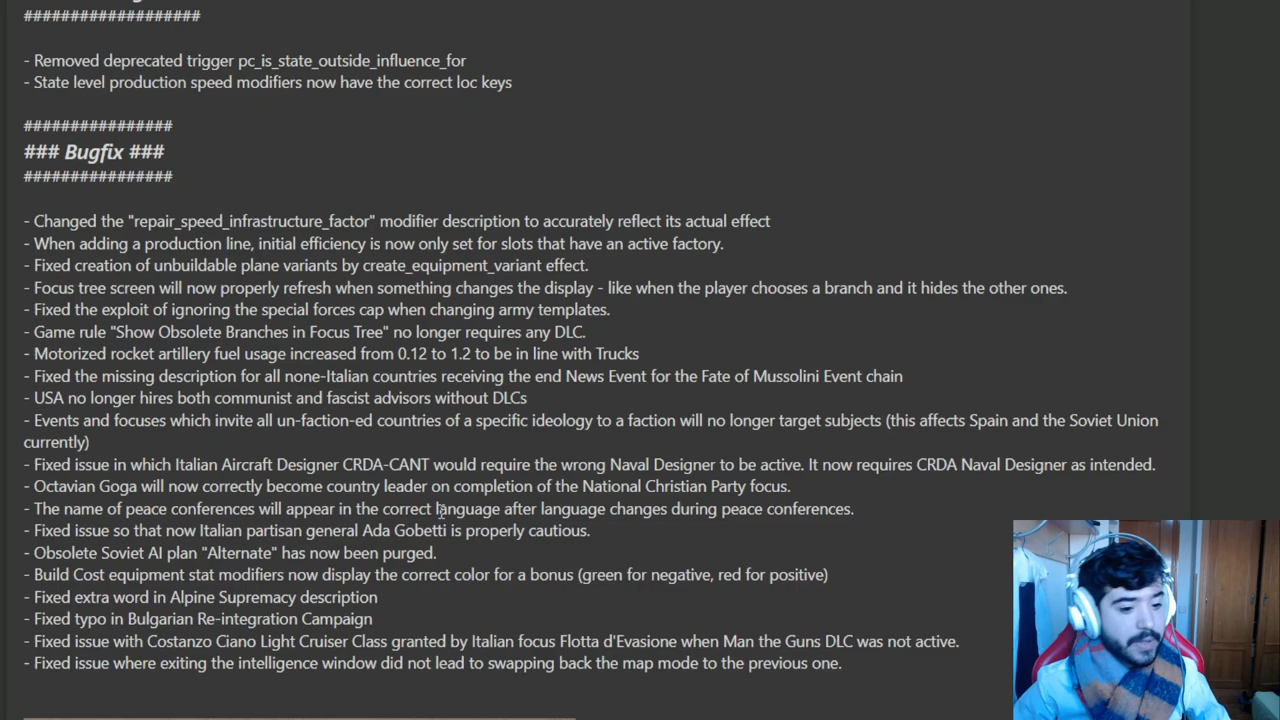 ###################
- Removed deprecated trigger pc_is_state_outside_influence_for
- State level production speed modifiers now have the correct loc keys
################
### Bugfix ###
################
- Changed the "repair_speed_infrastructure_factor" modifier description to accurately reflect its actual effect
- When adding a production line, initial efficiency is now only set for slots that have an active factory.
- Fixed creation of unbuildable plane variants by create_equipment_variant effect.
- Focus tree screen will now properly refresh when something changes the display - like when the player chooses a branch and it hides the other ones.
- Fixed the exploit of ignoring the special forces cap when changing army templates.
- Game rule "Show Obsolete Branches in Focus Tree" no longer requires any DLC.
- Motorized rocket artillery fuel usage increased from 0.12 to 1.2 to be in line with Trucks
- Fixed the missing description for all none-Italian countries receiving the end News Event for the Fate of Mussolini Event chain
- USA no longer hires both communist and fascist advisors without DLCs
- Events and focuses which invite all un-faction-ed countries of a specific ideology to a faction will no longer target subjects (this affects Spain and the Soviet Union
currently)
- Fixed issue in which Italian Aircraft Designer CRDA-CANT would require the wrong Naval Designer to be active. It now requires CRDA Naval Designer as intended.
- Octavian Goga will now correctly become country leader on completion of the National Christian Party focus.
- The name of peace conferences will appear in the correct language after language changes during peace conferences.
- Fixed issue so that now Italian partisan general Ada Gobetti is properly cautious.
- Obsolete Soviet AI plan "Alternate" has now been purged.
- Build Cost equipment stat modifiers now display the correct color for a bonus (green for negative, red for positive)
- Fixed extra word in Alpine Supremacy description
- Fixed typo in Bulgarian Re-integration Campaign
- Fixed issue with Costanzo Ciano Light Cruiser Class granted by Italian focus Flotta d'Evasione when Man the Guns DLC was not active.
- Fixed issue where exiting the intelligence window did not lead to swapping back the map mode to the previous one.